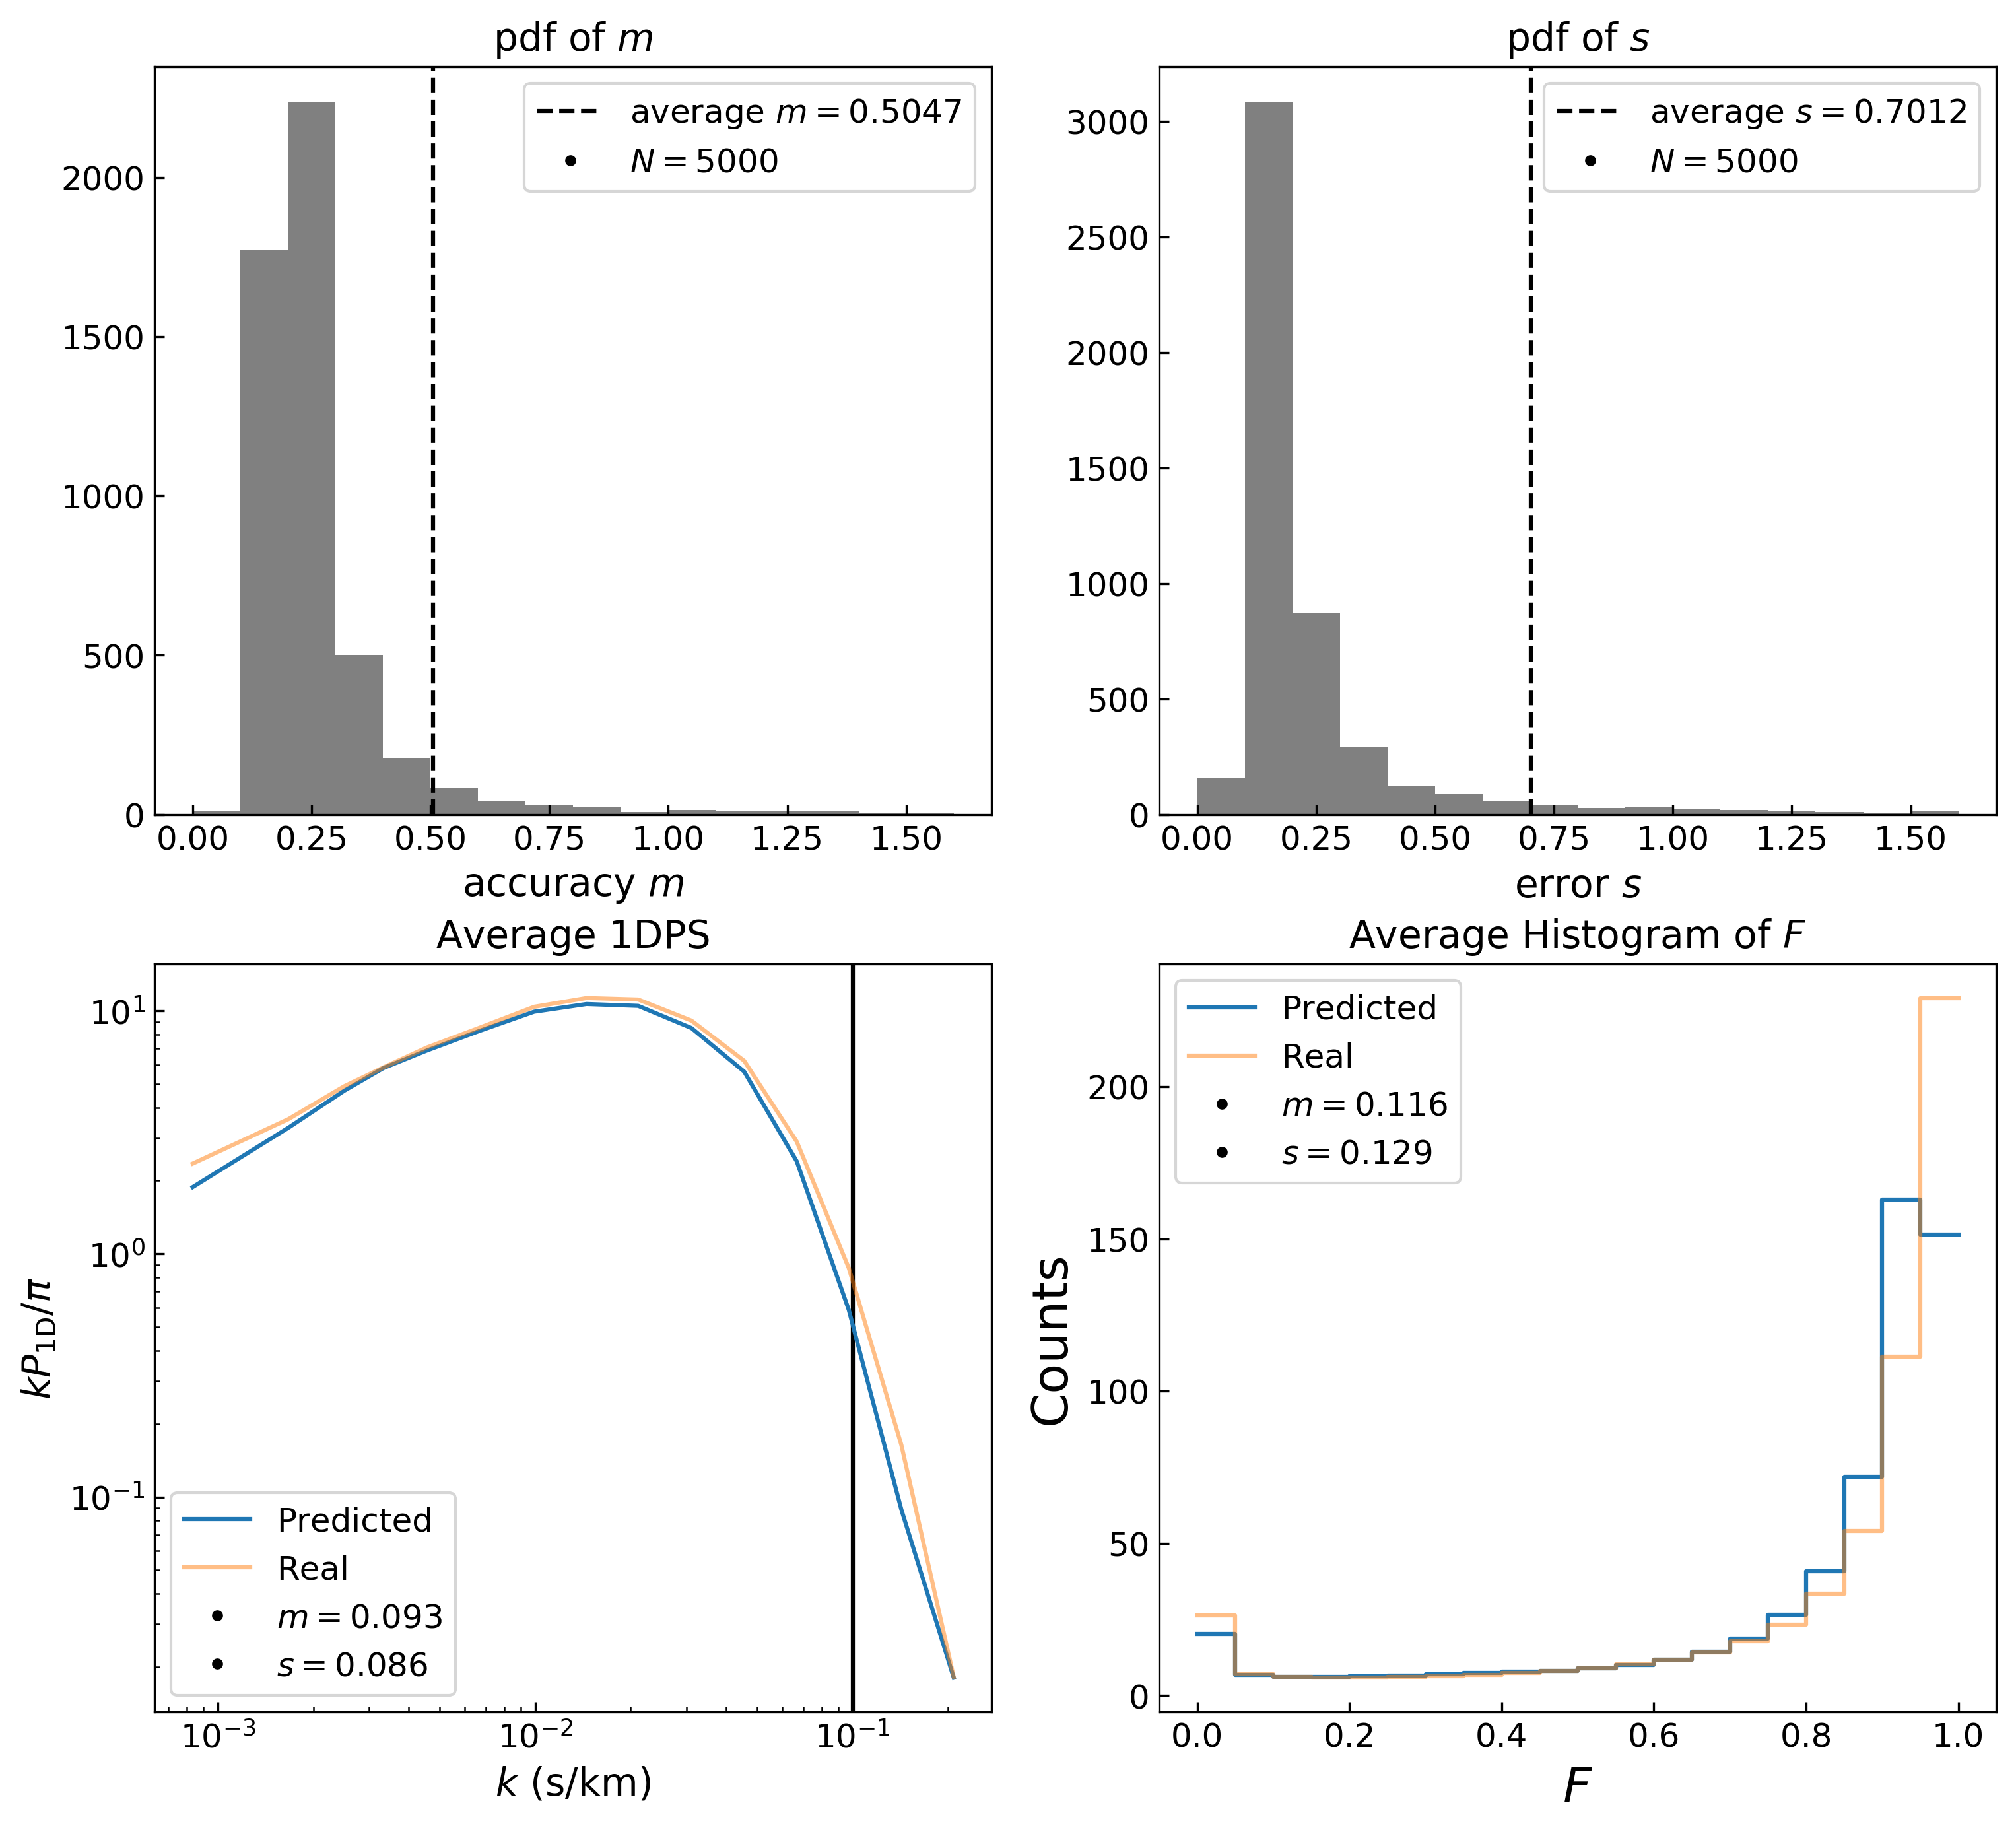 pdf of m
average m = 0.5047
N = 5000
2000
1500
1000
500
0
0.00 0.25 0.50 0.75 1.00 1.25 1.50
accuracy m
pdf of s
average s = 0.7012
N = 5000
3000
2500
2000
1500
1000
500
0
0.00 0.25 0.50 0.75 1.00 1.25 1.50
error s
Average 1DPS
10¹
10⁰
10⁻¹
kP₁D/π
Predicted
Real
m = 0.093
s = 0.086
10⁻³ 10⁻² 10⁻¹
k (s/km)
Average Histogram of F
Predicted
Real
m = 0.116
s = 0.129
200
150
100
50
0
Counts
0.0 0.2 0.4 0.6 0.8 1.0
F